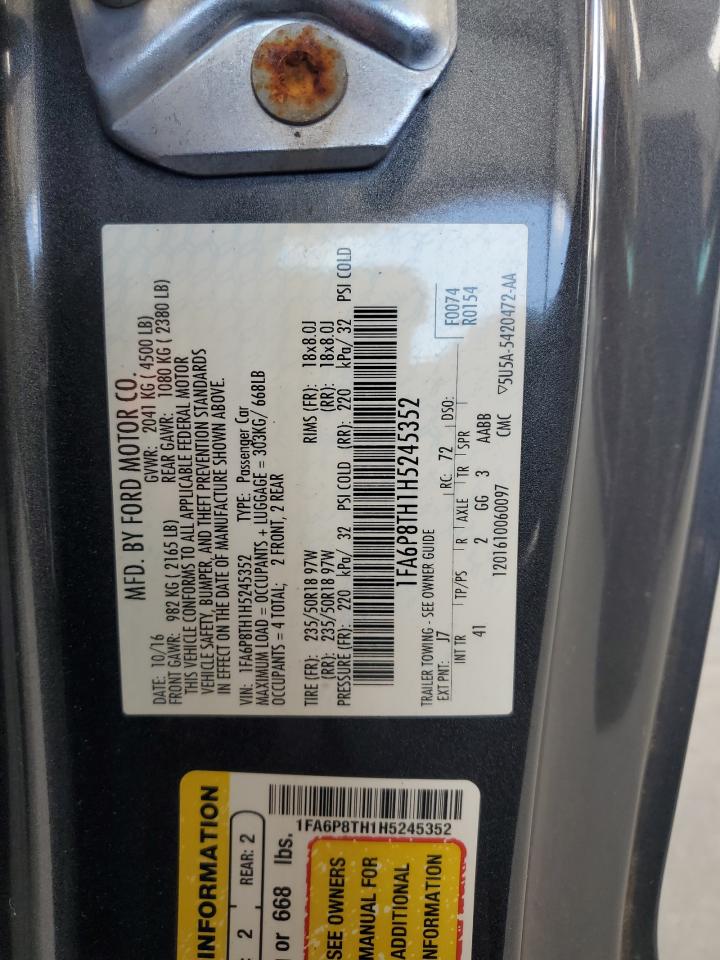 MFD. BY FORD MOTOR CO.
DATE: 10/16 GVWR: 2041 KG ( 4500 LB)
FRONT GAWR: 982 KG ( 2165 LB) REAR GAWR: 1080 KG ( 2380 LB)
THIS VEHICLE CONFORMS TO ALL APPLICABLE FEDERAL MOTOR
VEHICLE SAFETY, BUMPER, AND THEFT PREVENTION STANDARDS
IN EFFECT ON THE DATE OF MANUFACTURE SHOWN ABOVE.
VIN: 1FA6P8TH1H5245352 TYPE: Passenger Car
MAXIMUM LOAD = OCCUPANTS + LUGGAGE = 303KG/ 668LB
OCCUPANTS = 4 TOTAL; 2 FRONT, 2 REAR
TIRE (FR): 235/50R18 97W RIMS (FR): 18x8.0J
(RR): 235/50R18 97W (RR): 18x8.0J
PRESSURE (FR): 220 kPa/ 32 PSI COLD (RR): 220 kPa/ 32 PSI COLD
1FA6P8TH1H5245352
TRAILER TOWING - SEE OWNER GUIDE
EXT PNT: J7 RC: 72 DSO:
F0074
R0154
INT TR TP/PS R AXLE TR SPR
41 2 GG 3 AABB
1201610060097 CMC ▽5U5A-5420472-AA
INFORMATION
: 2 REAR: 2
or 668 lbs.
1FA6P8TH1H5245352
SEE OWNERS
MANUAL FOR
ADDITIONAL
INFORMATION